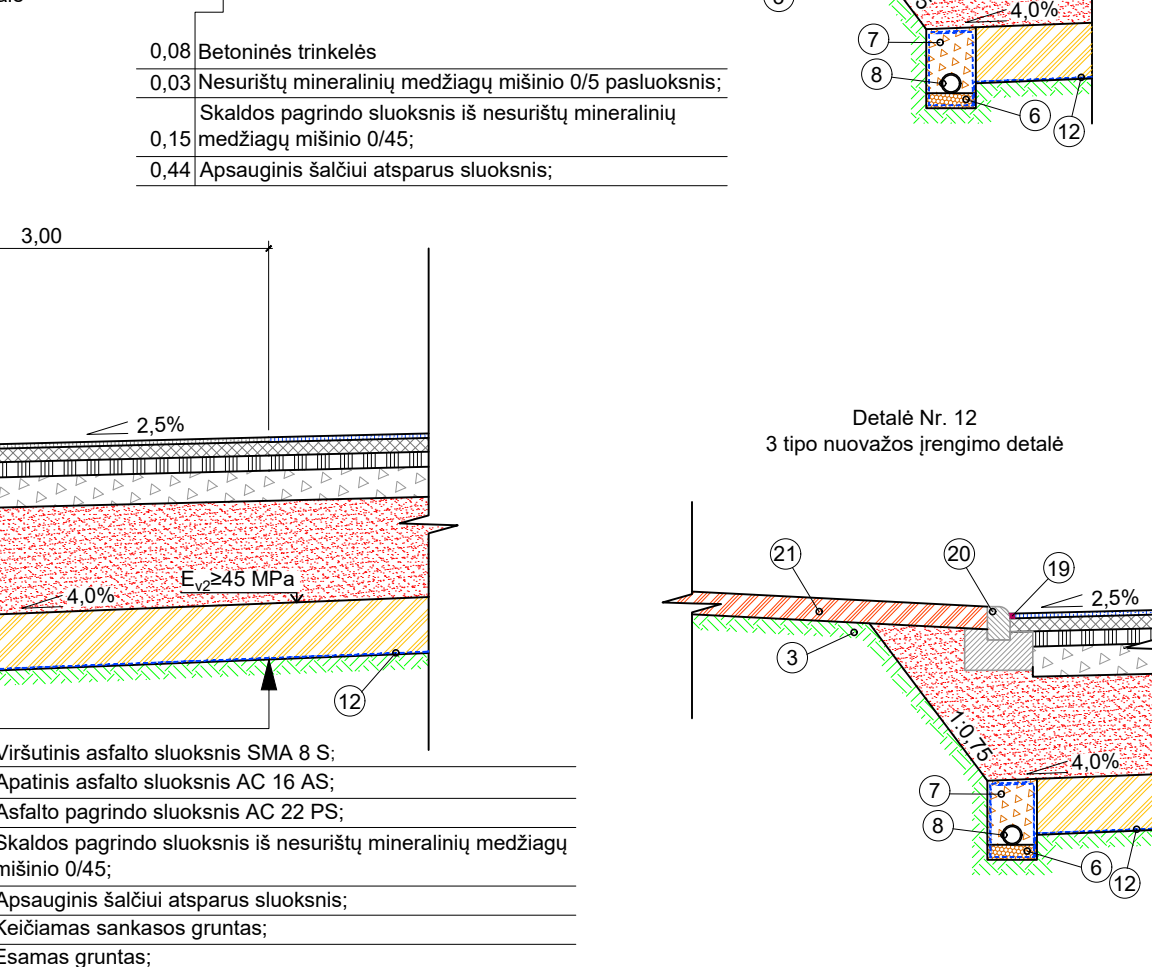 4,0%
7
8
6
12
0,08 Betoninės trinkelės
0,03 Nesurištų mineralinių medžiagų mišinio 0/5 pasluoksnis;
Skaldos pagrindo sluoksnis iš nesurištų mineralinių
0,15 medžiagų mišinio 0/45;
0,44 Apsauginis šalčiui atsparus sluoksnis;
3,00
2,5%
Ev2≥45 MPa
4,0%
12
Viršutinis asfalto sluoksnis SMA 8 S;
Apatinis asfalto sluoksnis AC 16 AS;
Asfalto pagrindo sluoksnis AC 22 PS;
Skaldos pagrindo sluoksnis iš nesurištų mineralinių medžiagų
mišinio 0/45;
Apsauginis šalčiui atsparus sluoksnis;
Keičiamas sankasos gruntas;
Esamas gruntas;
Detalė Nr. 12
3 tipo nuovažos įrengimo detalė
21
20
19
2,5%
3
1:0,75
4,0%
7
8
6
12